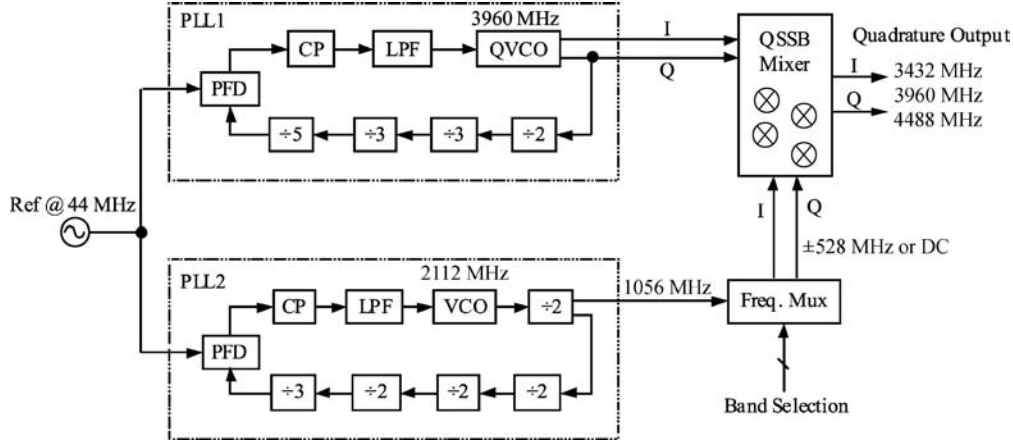 PLL1
3960 MHz
CP
LPF
QVCO
I
Q
PFD
÷5
÷3
÷3
÷2
QSSB
Mixer
Quadrature Output
I
Q
3432 MHz
3960 MHz
4488 MHz
Ref @ 44 MHz
I
Q
±528 MHz or DC
PLL2
2112 MHz
CP
LPF
VCO
÷2
1056 MHz
Freq. Mux
PFD
÷3
÷2
÷2
÷2
Band Selection